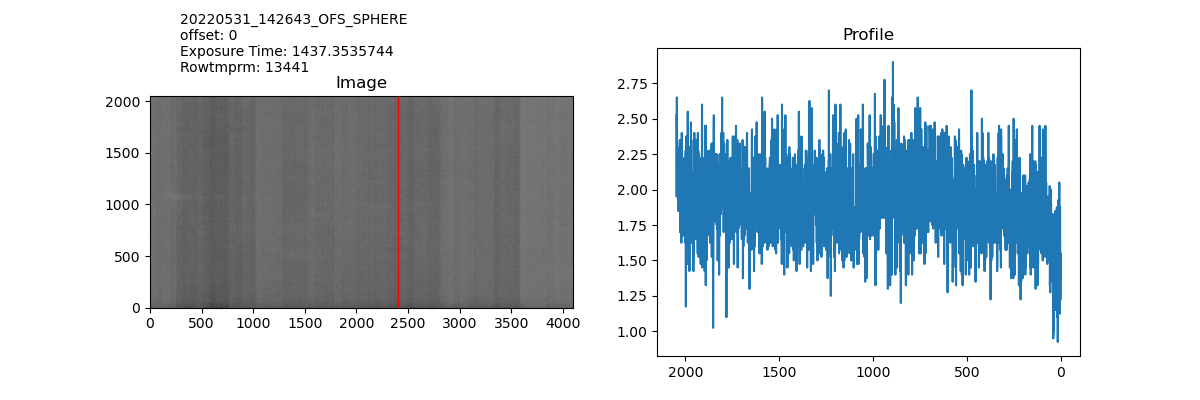 20220531_142643_OFS_SPHERE
offset: 0
Exposure Time: 1437.3535744
Rowtmprm: 13441
Image
2000
1500
1000
500
0
0 500 1000 1500 2000 2500 3000 3500 4000
Profile
2.75
2.50
2.25
2.00
1.75
1.50
1.25
1.00
2000 1500 1000 500 0